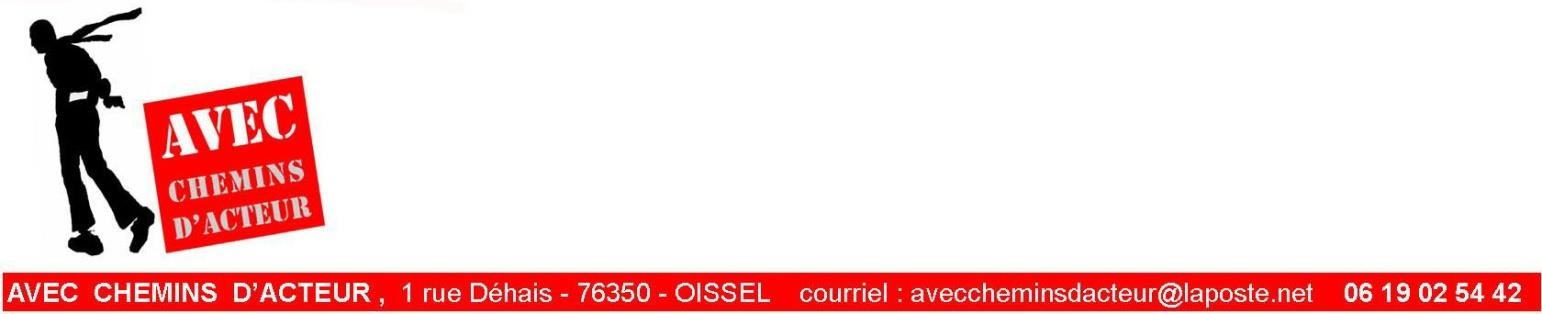 AVEC
CHEMINS
D'ACTEUR
AVEC CHEMINS D'ACTEUR , 1 rue Déhais - 76350 - OISSEL courriel : aveccheminsdacteur@laposte.net 06 19 02 54 42